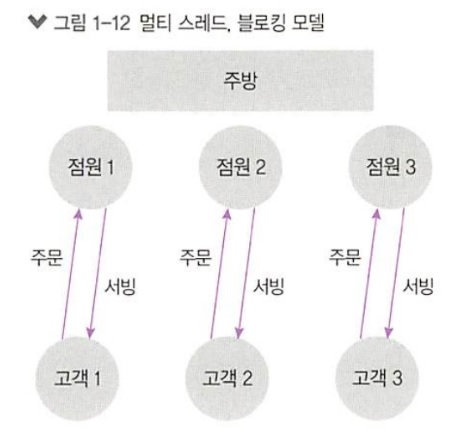 그림 1-12 멀티 스레드, 블로킹 모델
주방
점원 1
점원 2
점원 3
주문
서빙
주문
서빙
주문
서빙
고객 1
고객 2
고객 3